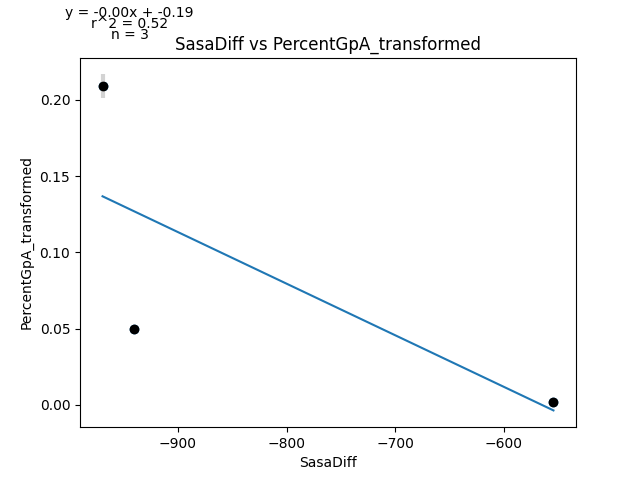 y = -0.00x + -0.19
r^2 = 0.52
n = 3
SasaDiff vs PercentGpA_transformed
PercentGpA_transformed
0.20
0.15
0.10
0.05
0.00
−900
−800
−700
−600
SasaDiff